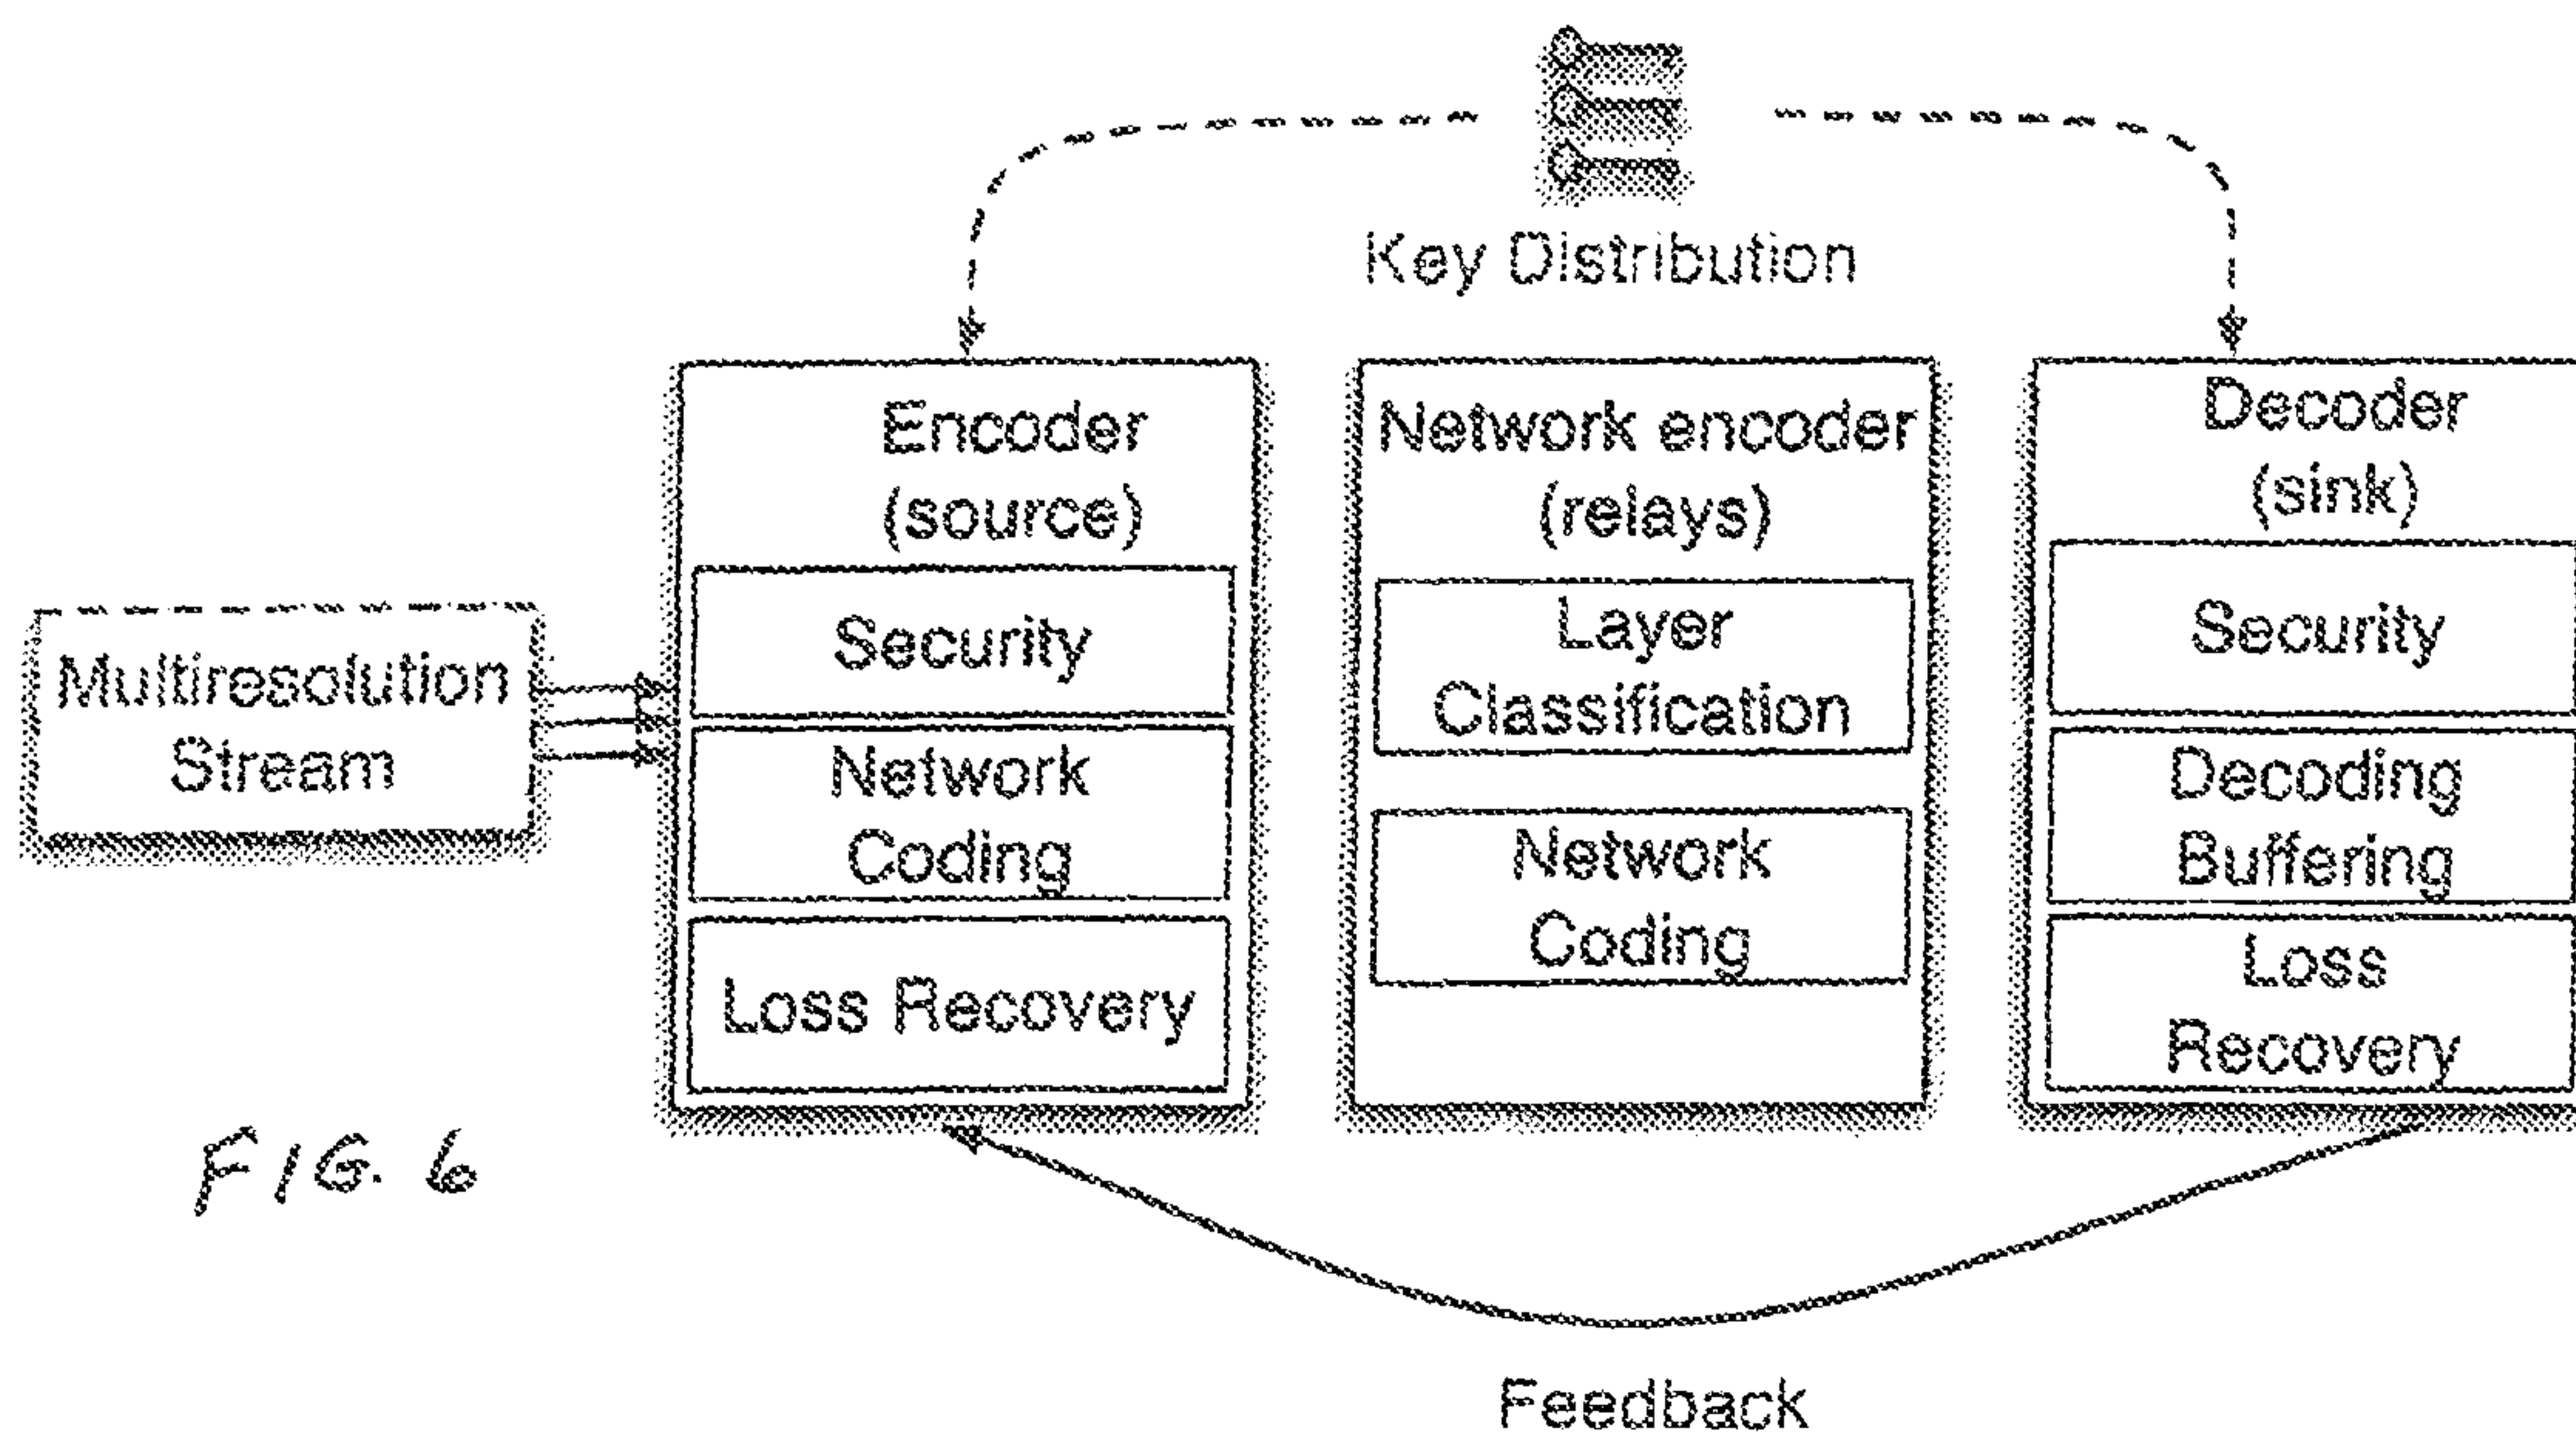 Key Distribution
Multiresolution
Stream
Encoder
(source)
Security
Network
Coding
Loss Recovery
Network encoder
(relays)
Layer
Classification
Network
Coding
Decoder
(sink)
Security
Decoding
Buffering
Loss
Recovery
Feedback
FIG. 6